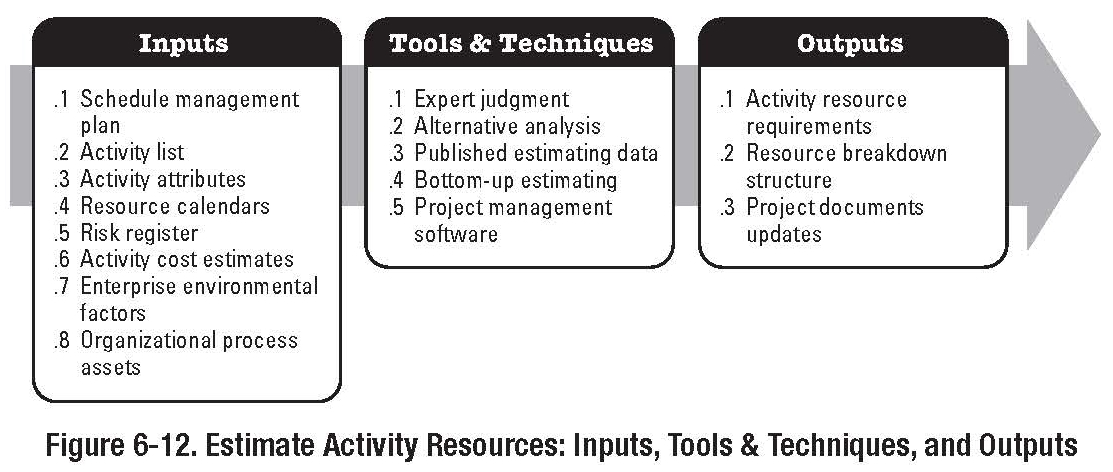 Inputs
.1 Schedule management
plan
.2 Activity list
.3 Activity attributes
.4 Resource calendars
.5 Risk register
.6 Activity cost estimates
.7 Enterprise environmental
factors
.8 Organizational process
assets
Tools & Techniques
.1 Expert judgment
.2 Alternative analysis
.3 Published estimating data
.4 Bottom-up estimating
.5 Project management
software
Outputs
.1 Activity resource
requirements
.2 Resource breakdown
structure
.3 Project documents
updates
Figure 6-12. Estimate Activity Resources: Inputs, Tools & Techniques, and Outputs